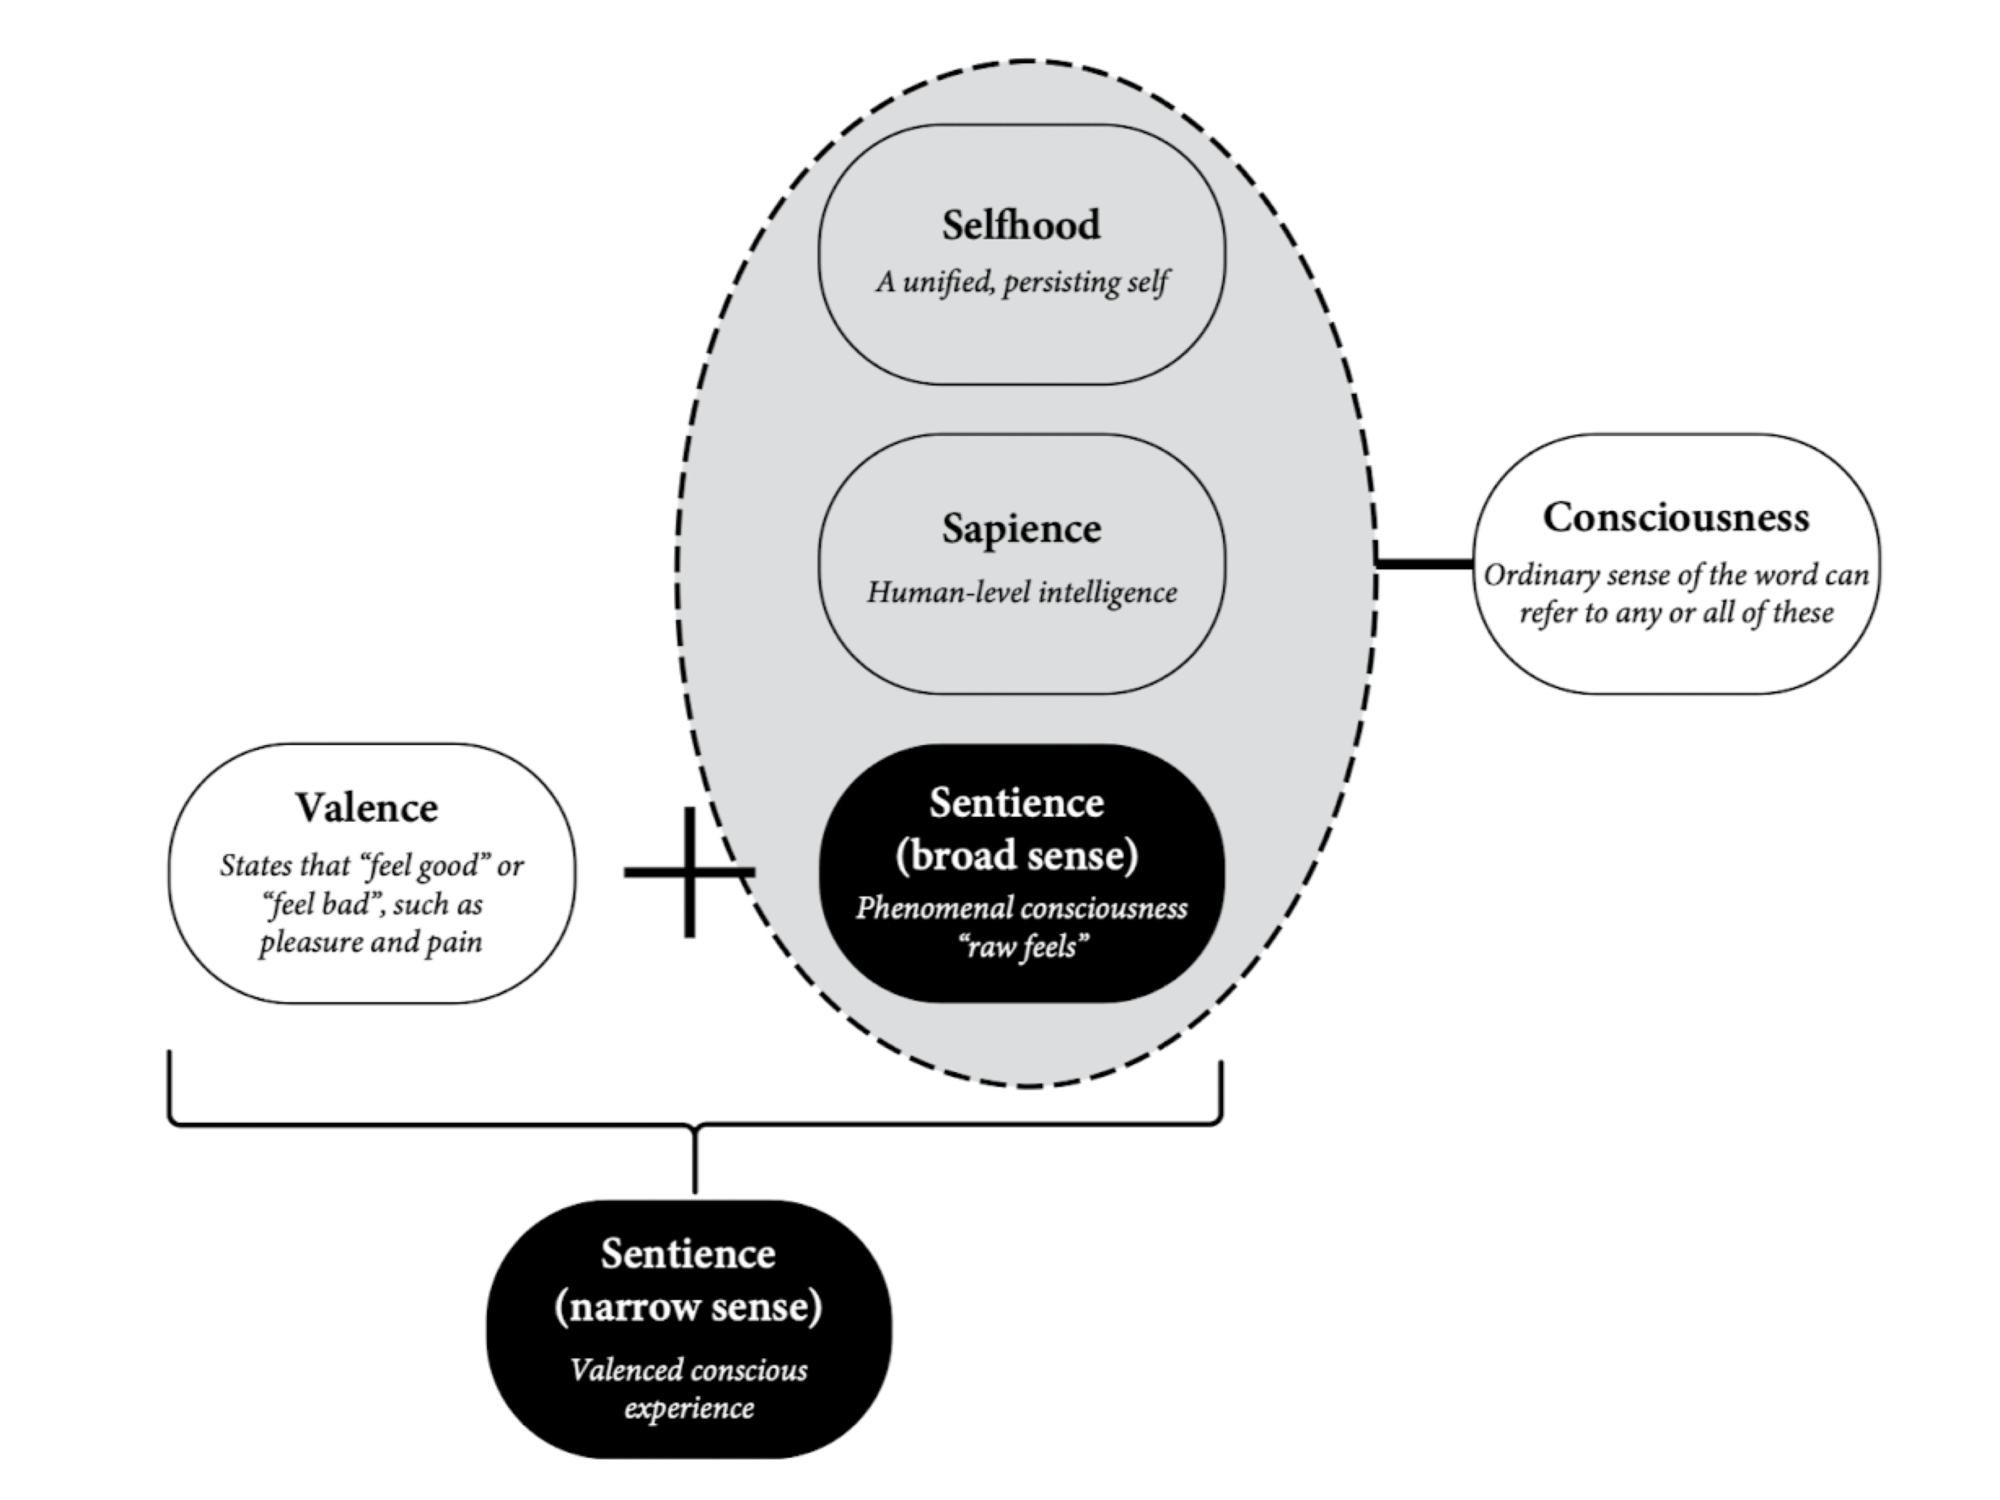 Selfhood
A unified, persisting self
Sapience
Human-level intelligence
Consciousness
Ordinary sense of the word can
refer to any or all of these
Valence
States that “feel good” or
“feel bad”, such as
pleasure and pain
Sentience
(broad sense)
Phenomenal consciousness
“raw feels”
Sentience
(narrow sense)
Valenced conscious
experience